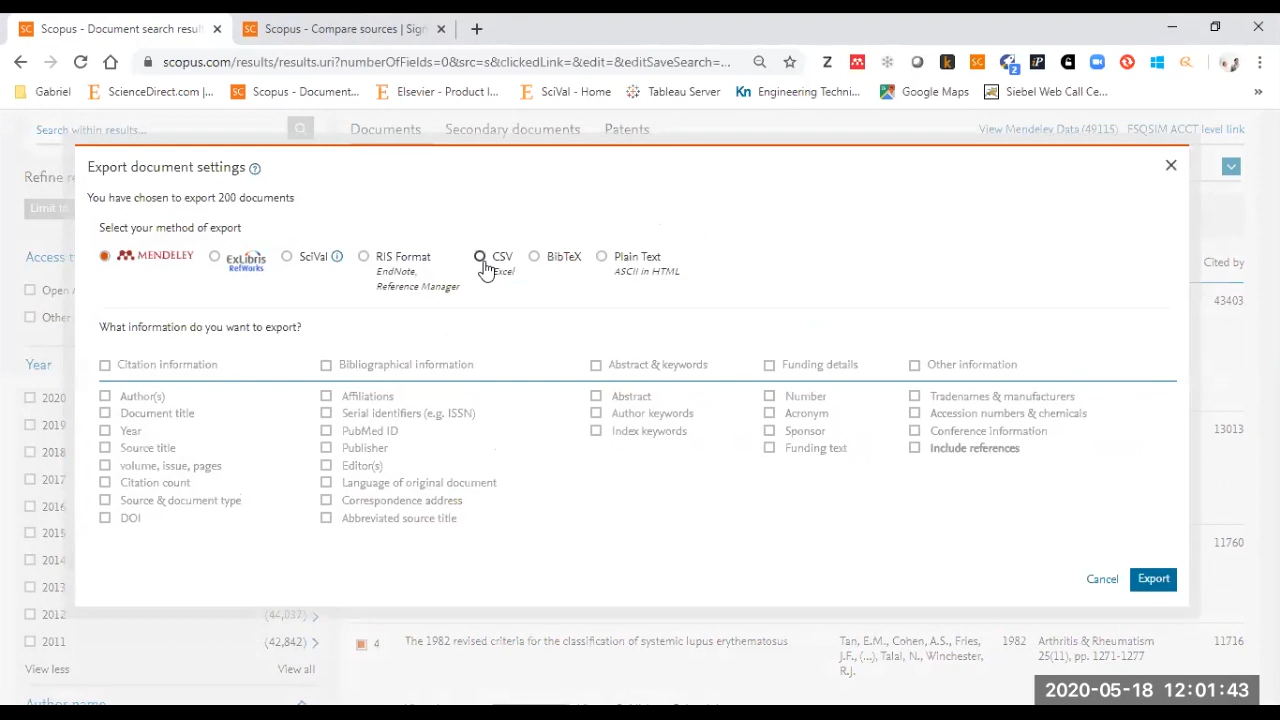 Scopus - Document search resul
Scopus - Compare sources | Sign
scopus.com/results/results.uri?numberOfFields=0&src=s&clickedLink=&edit=&editSaveSearch=...
Gabriel
ScienceDirect.com |...
Scopus - Document...
Elsevier - Product I...
SciVal - Home
Tableau Server
Kn Engineering Techni...
Google Maps
Siebel Web Call Ce...
»
Search within results...
Documents
Secondary documents
Patents
View Mendeley Data (49115)
FSQSIM ACCT level link
Refine re
Limit to
Export document settings
You have chosen to export 200 documents
Select your method of export
MENDELEY
ExLibris RefWorks
SciVal
RIS Format
EndNote,
Reference Manager
CSV
Excel
BibTeX
Plain Text
ASCII in HTML
Access t
Open
Other
Cited by
43403
What information do you want to export?
Citation information
Author(s)
Document title
Year
Source title
volume, issue, pages
Citation count
Source & document type
DOI
Bibliographical information
Affiliations
Serial identifiers (e.g. ISSN)
PubMed ID
Publisher
Editor(s)
Language of original document
Correspondence address
Abbreviated source title
Abstract & keywords
Abstract
Author keywords
Index keywords
Funding details
Number
Acronym
Sponsor
Funding text
Other information
Tradenames & manufacturers
Accession numbers & chemicals
Conference information
Include references
Cancel
Export
Year
2020
2019
2018
2017
2016
2015
2014
2013
2012 (44,037)
2011 (42,842)
View less
View all
Author name
13013
11760
4
The 1982 revised criteria for the classification of systemic lupus erythematosus
Tan, E.M., Cohen, A.S., Fries,
J.F., (...), Talal, N., Winchester,
R.J.
1982
Arthritis & Rheumatism
25(11), pp. 1271-1277
11716
2020-05-18 12:01:43